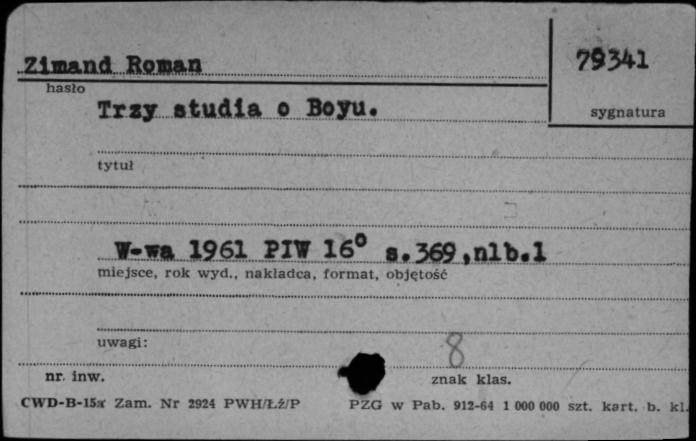 Zimand Roman
79341
hasło
Trzy studia o Boyu.
sygnatura
tytuł
W-wa 1961 PIW 16° s.369,nlb.1
miejsce, rok wyd., nakładca, format, objętość
uwagi:
8
nr. inw.
znak klas.
CWD-B-15a Zam. Nr 2924 PWH/Łź/P PZG w Pab. 912-64 1 000 000 szt. kart. b. kl.